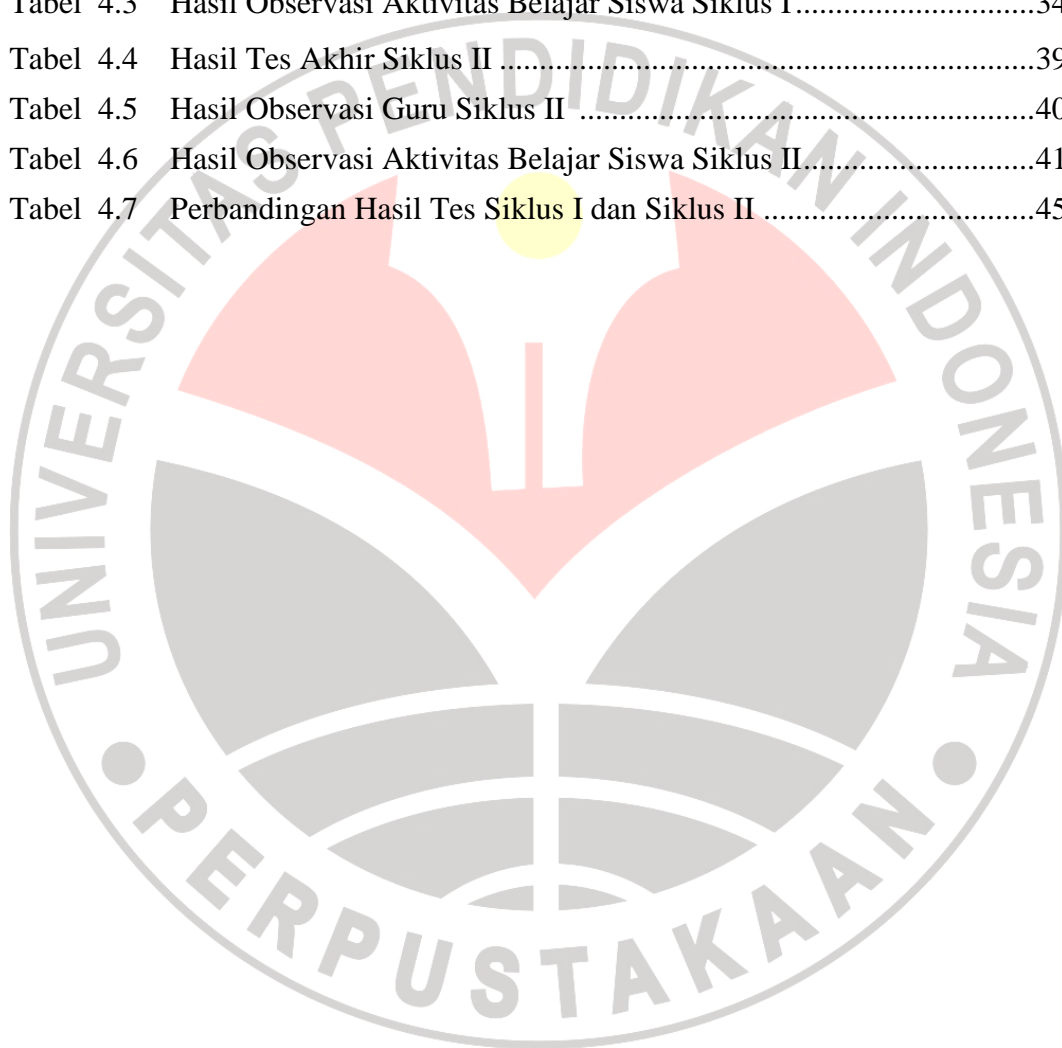 Tabel 4.3 Hasil Observasi Aktivitas Belajar Siswa Siklus I.............................34
Tabel 4.4 Hasil Tes Akhir Siklus II ....................................................................39
Tabel 4.5 Hasil Observasi Guru Siklus II ..........................................................40
Tabel 4.6 Hasil Observasi Aktivitas Belajar Siswa Siklus II............................41
Tabel 4.7 Perbandingan Hasil Tes Siklus I dan Siklus II ..................................45
UNIVERSITAS PENDIDIKAN INDONESIA
PERPUSTAKAAN